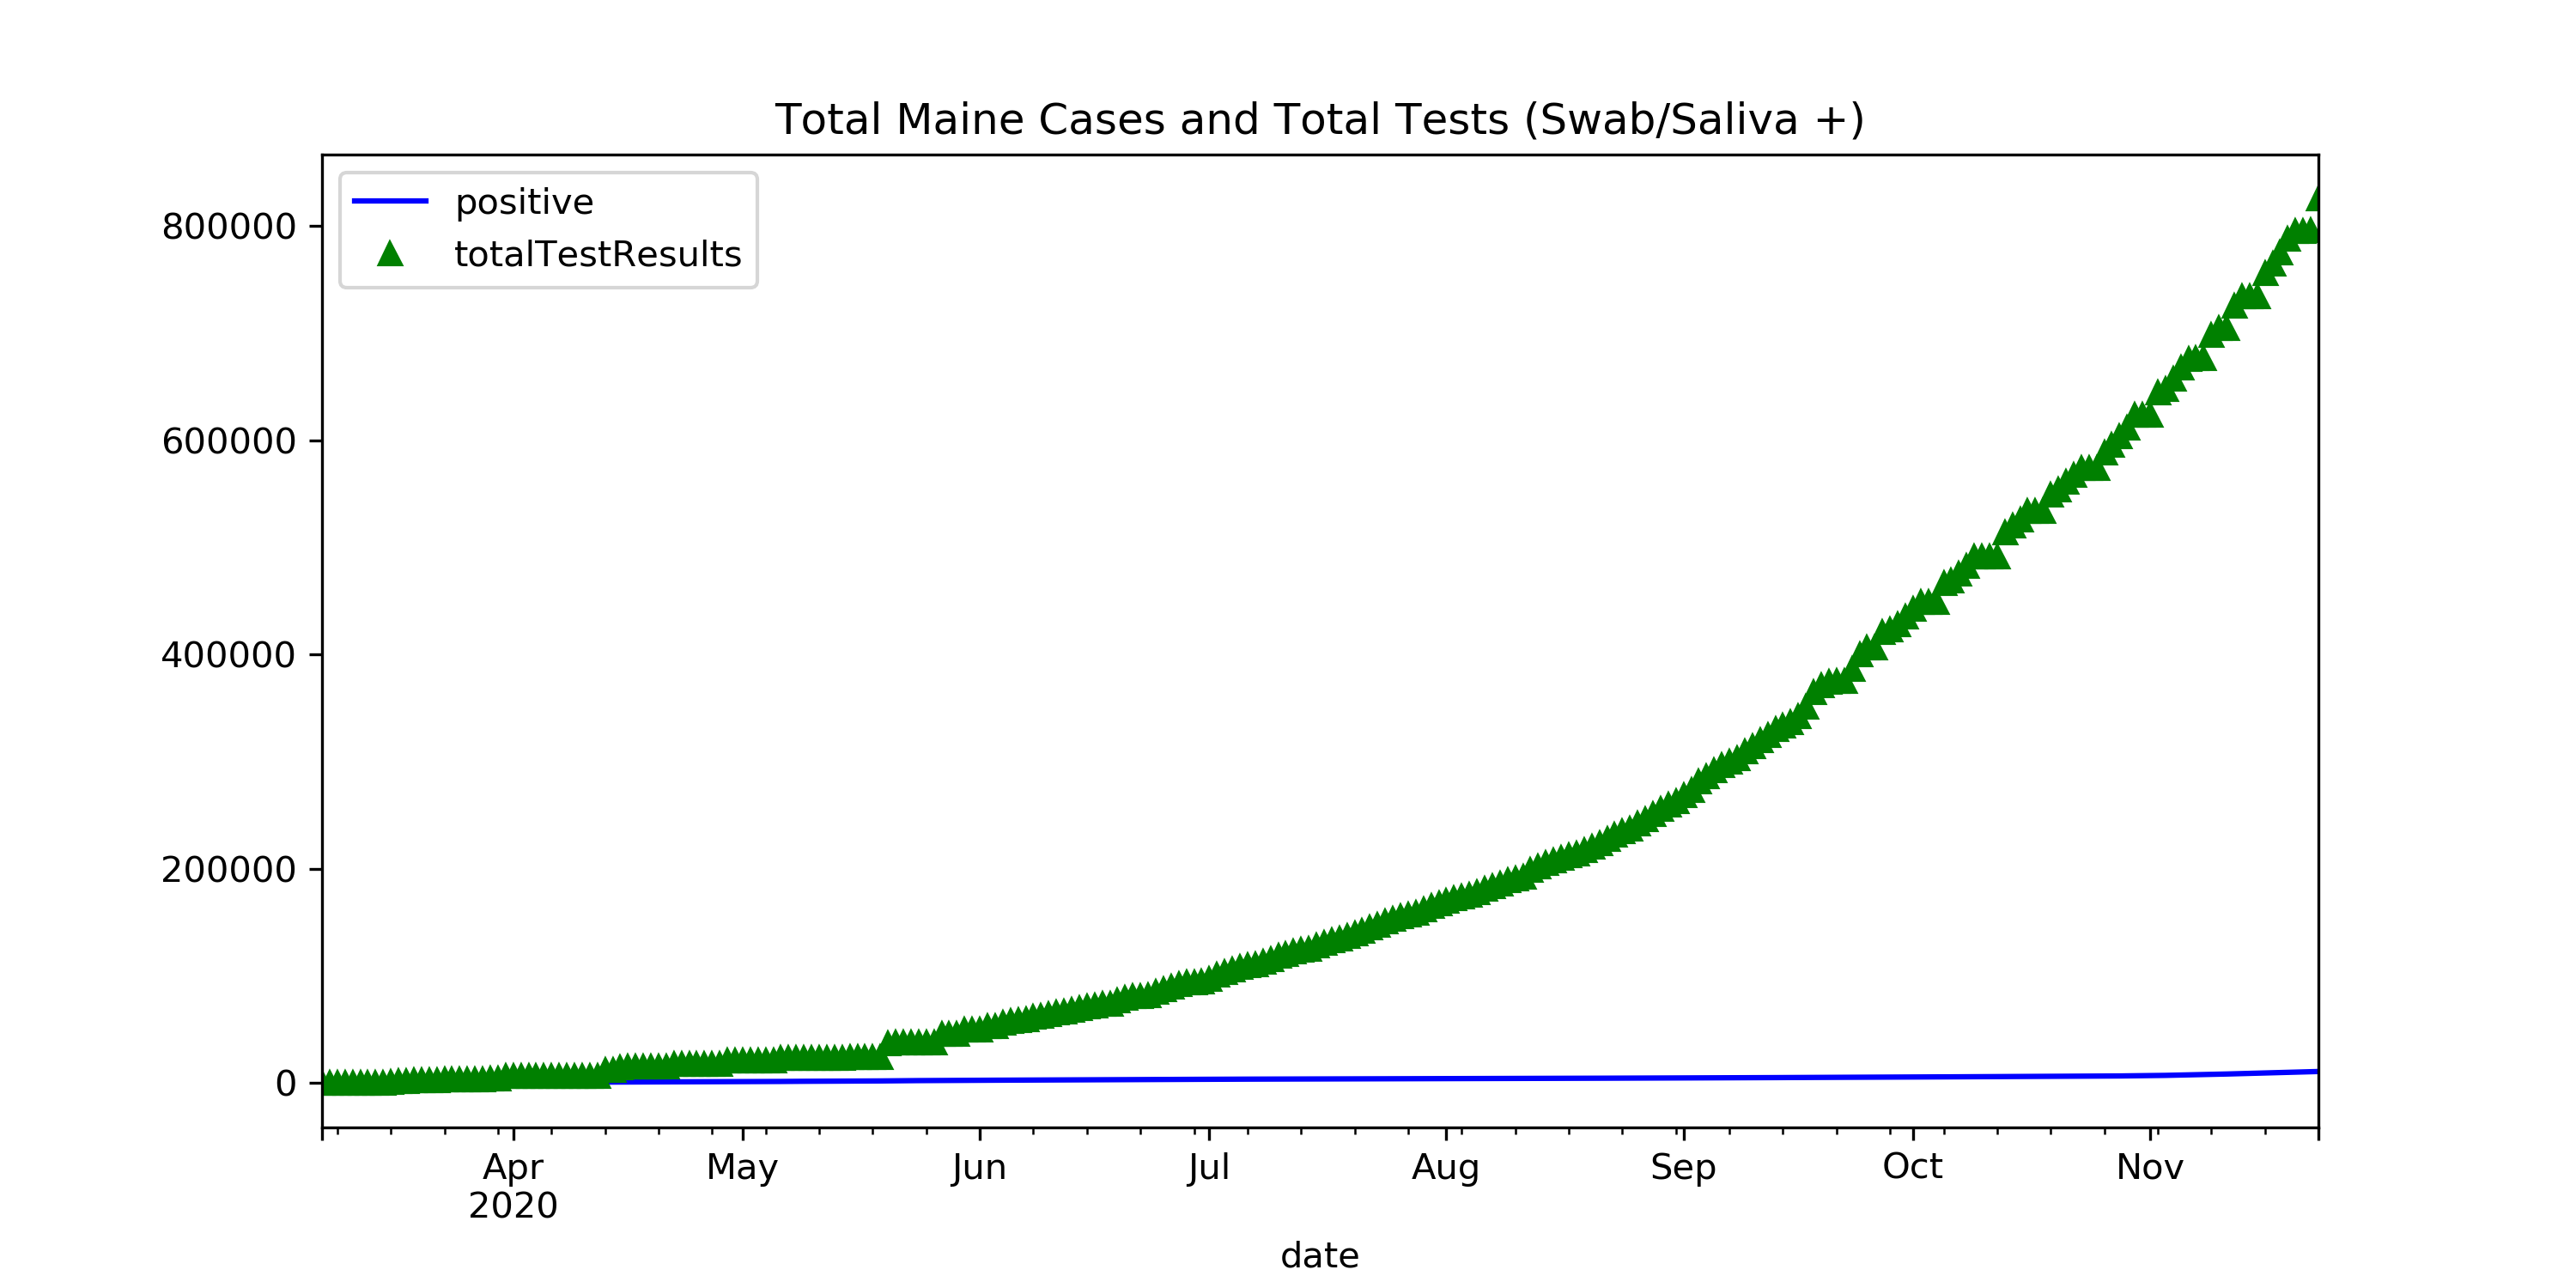 Total Maine Cases and Total Tests (Swab/Saliva +)
positive
totalTestResults
800000
600000
400000
200000
0
Apr May Jun Jul Aug Sep Oct Nov
2020
date